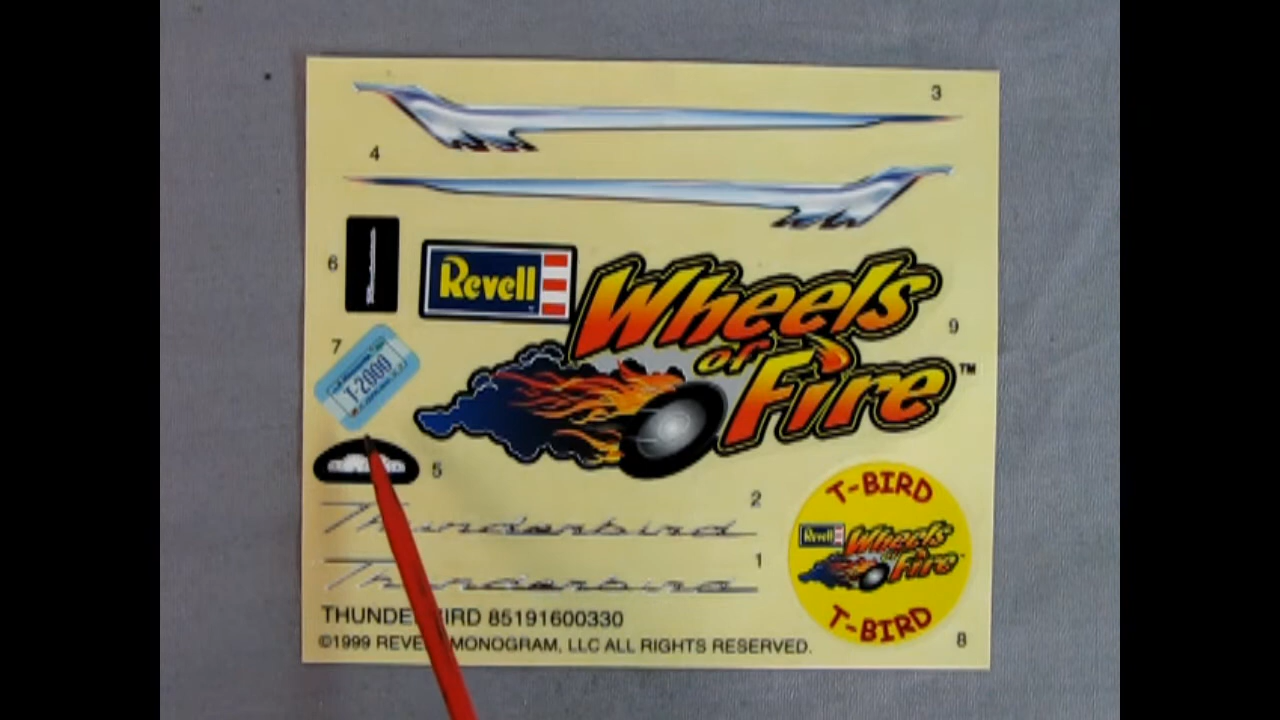 3
4
6
Revell
Wheels
of
Fire
™
9
7
T-2000
5
2
Thunderbird
1
Thunderbird
T-BIRD
Revell
Wheels
of
Fire
T-BIRD
8
THUNDERBIRD 85191600330
©1999 REVELL MONOGRAM, LLC ALL RIGHTS RESERVED.